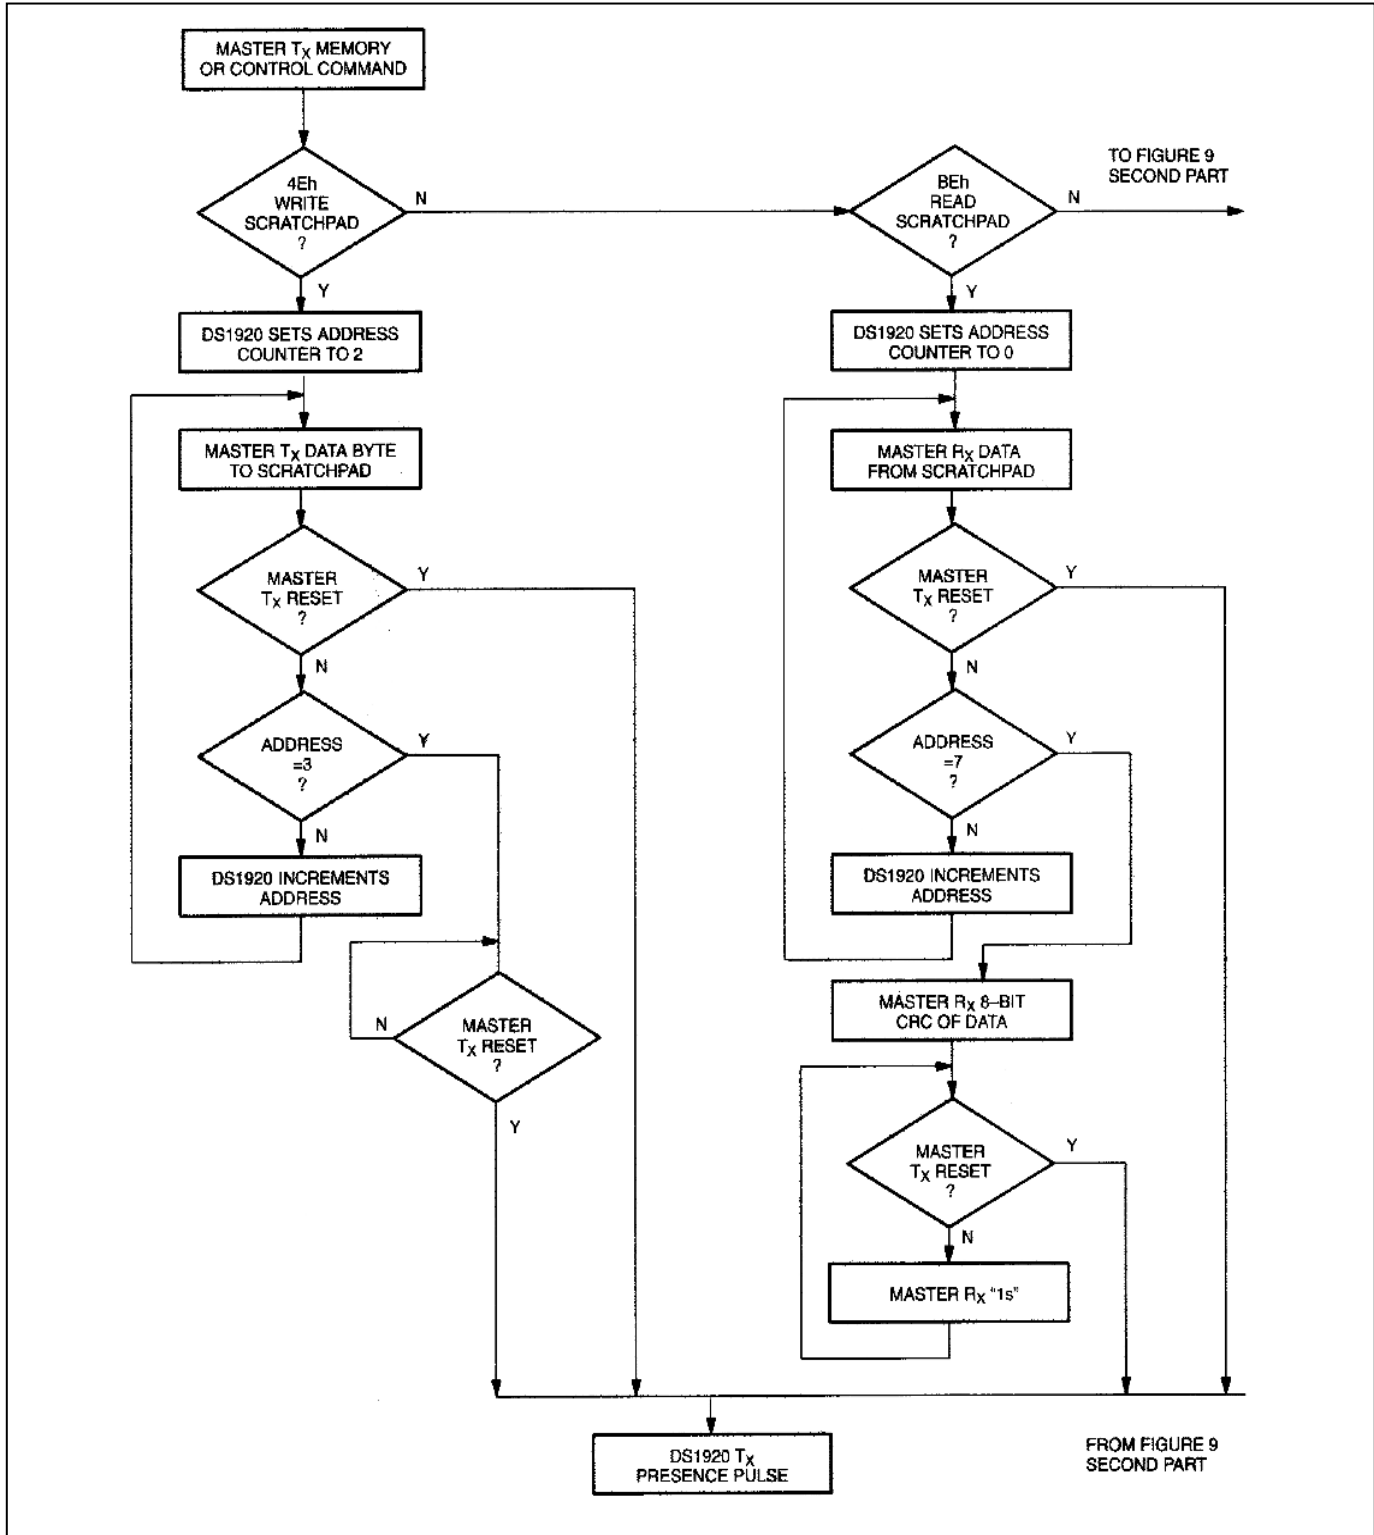 MASTER TX MEMORY
OR CONTROL COMMAND
4Eh
WRITE
SCRATCHPAD
?
N
Y
BEh
READ
SCRATCHPAD
?
N
Y
TO FIGURE 9
SECOND PART
DS1920 SETS ADDRESS
COUNTER TO 2
MASTER TX DATA BYTE
TO SCRATCHPAD
MASTER
TX RESET
?
Y
N
ADDRESS
=3
?
Y
N
DS1920 INCREMENTS
ADDRESS
MASTER
TX RESET
?
N
Y
DS1920 SETS ADDRESS
COUNTER TO 0
MASTER RX DATA
FROM SCRATCHPAD
MASTER
TX RESET
?
Y
N
ADDRESS
=7
?
Y
N
DS1920 INCREMENTS
ADDRESS
MASTER RX 8–BIT
CRC OF DATA
MASTER
TX RESET
?
Y
N
MASTER RX "1s"
DS1920 TX
PRESENCE PULSE
FROM FIGURE 9
SECOND PART